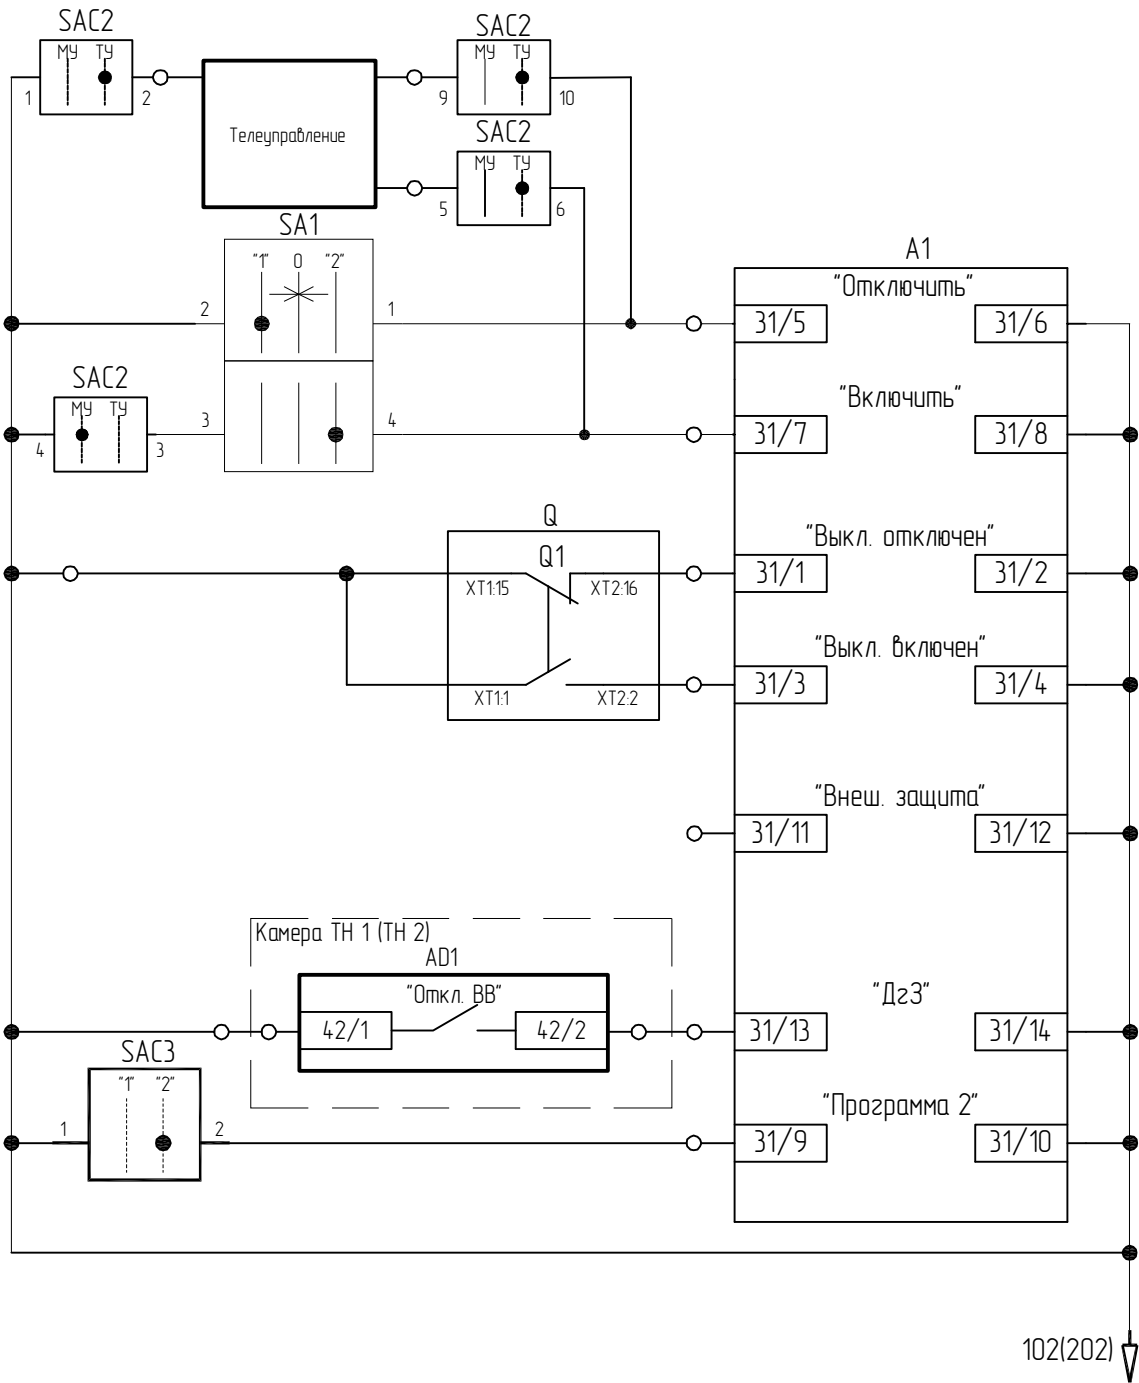 SAC2
МУ ТУ
1
2
Телеуправление
SAC2
МУ ТУ
9
10
SAC2
МУ ТУ
5
6
SA1
"1" 0 "2"
2
1
3
4
SAC2
МУ ТУ
4
3
A1
"Отключить"
31/5
31/6
"Включить"
31/7
31/8
Q
Q1
XT1:15
XT2:16
XT1:1
XT2:2
"Выкл. отключен"
31/1
31/2
"Выкл. включен"
31/3
31/4
"Внеш. защита"
31/11
31/12
Камера ТН 1 (ТН 2)
AD1
"Откл. ВВ"
42/1
42/2
"ДгЗ"
31/13
31/14
SAC3
"1" "2"
1
2
"Программа 2"
31/9
31/10
102(202)